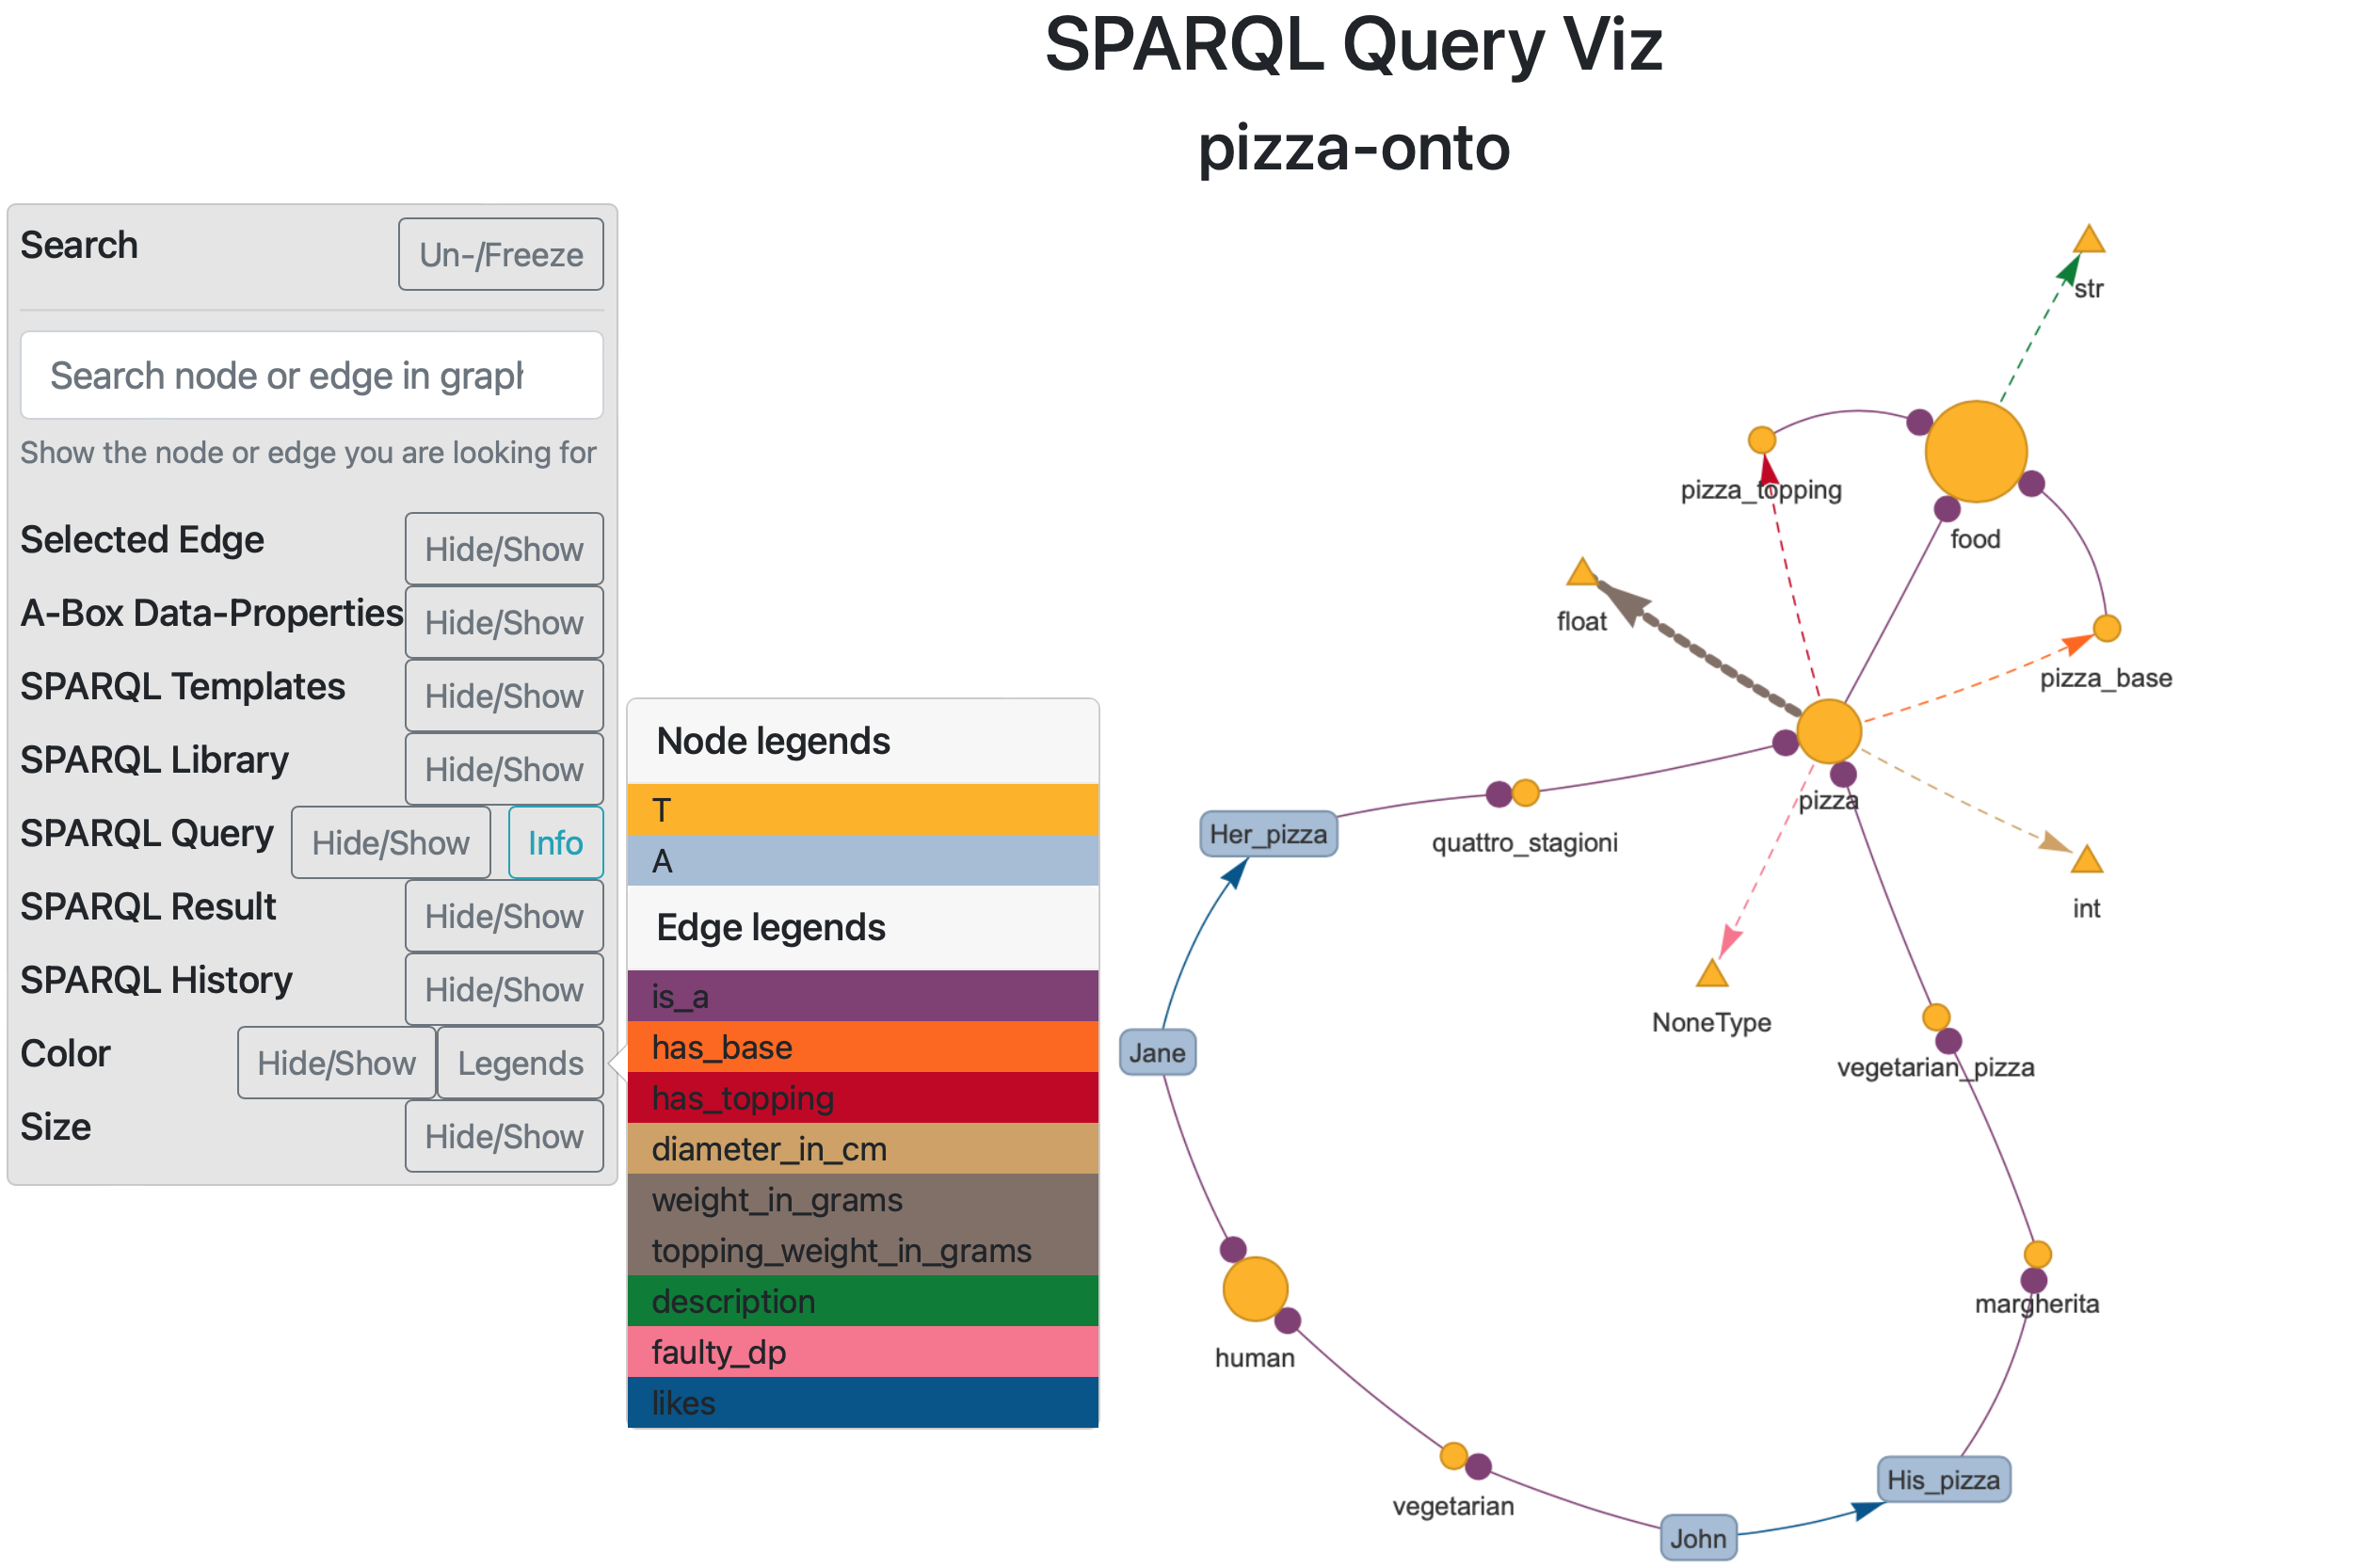 SPARQL Query Viz
pizza-onto
Search
Un-/Freeze
Search node or edge in graph
Show the node or edge you are looking for
Selected Edge
Hide/Show
A-Box Data-Properties
Hide/Show
SPARQL Templates
Hide/Show
SPARQL Library
Hide/Show
SPARQL Query
Hide/Show
Info
SPARQL Result
Hide/Show
SPARQL History
Hide/Show
Color
Hide/Show
Legends
Size
Hide/Show
Node legends
T
A
Edge legends
is_a
has_base
has_topping
diameter_in_cm
weight_in_grams
topping_weight_in_grams
description
faulty_dp
likes
str
pizza_topping
food
float
pizza_base
pizza
Her_pizza
quattro_stagioni
int
NoneType
Jane
vegetarian_pizza
margherita
human
His_pizza
vegetarian
John